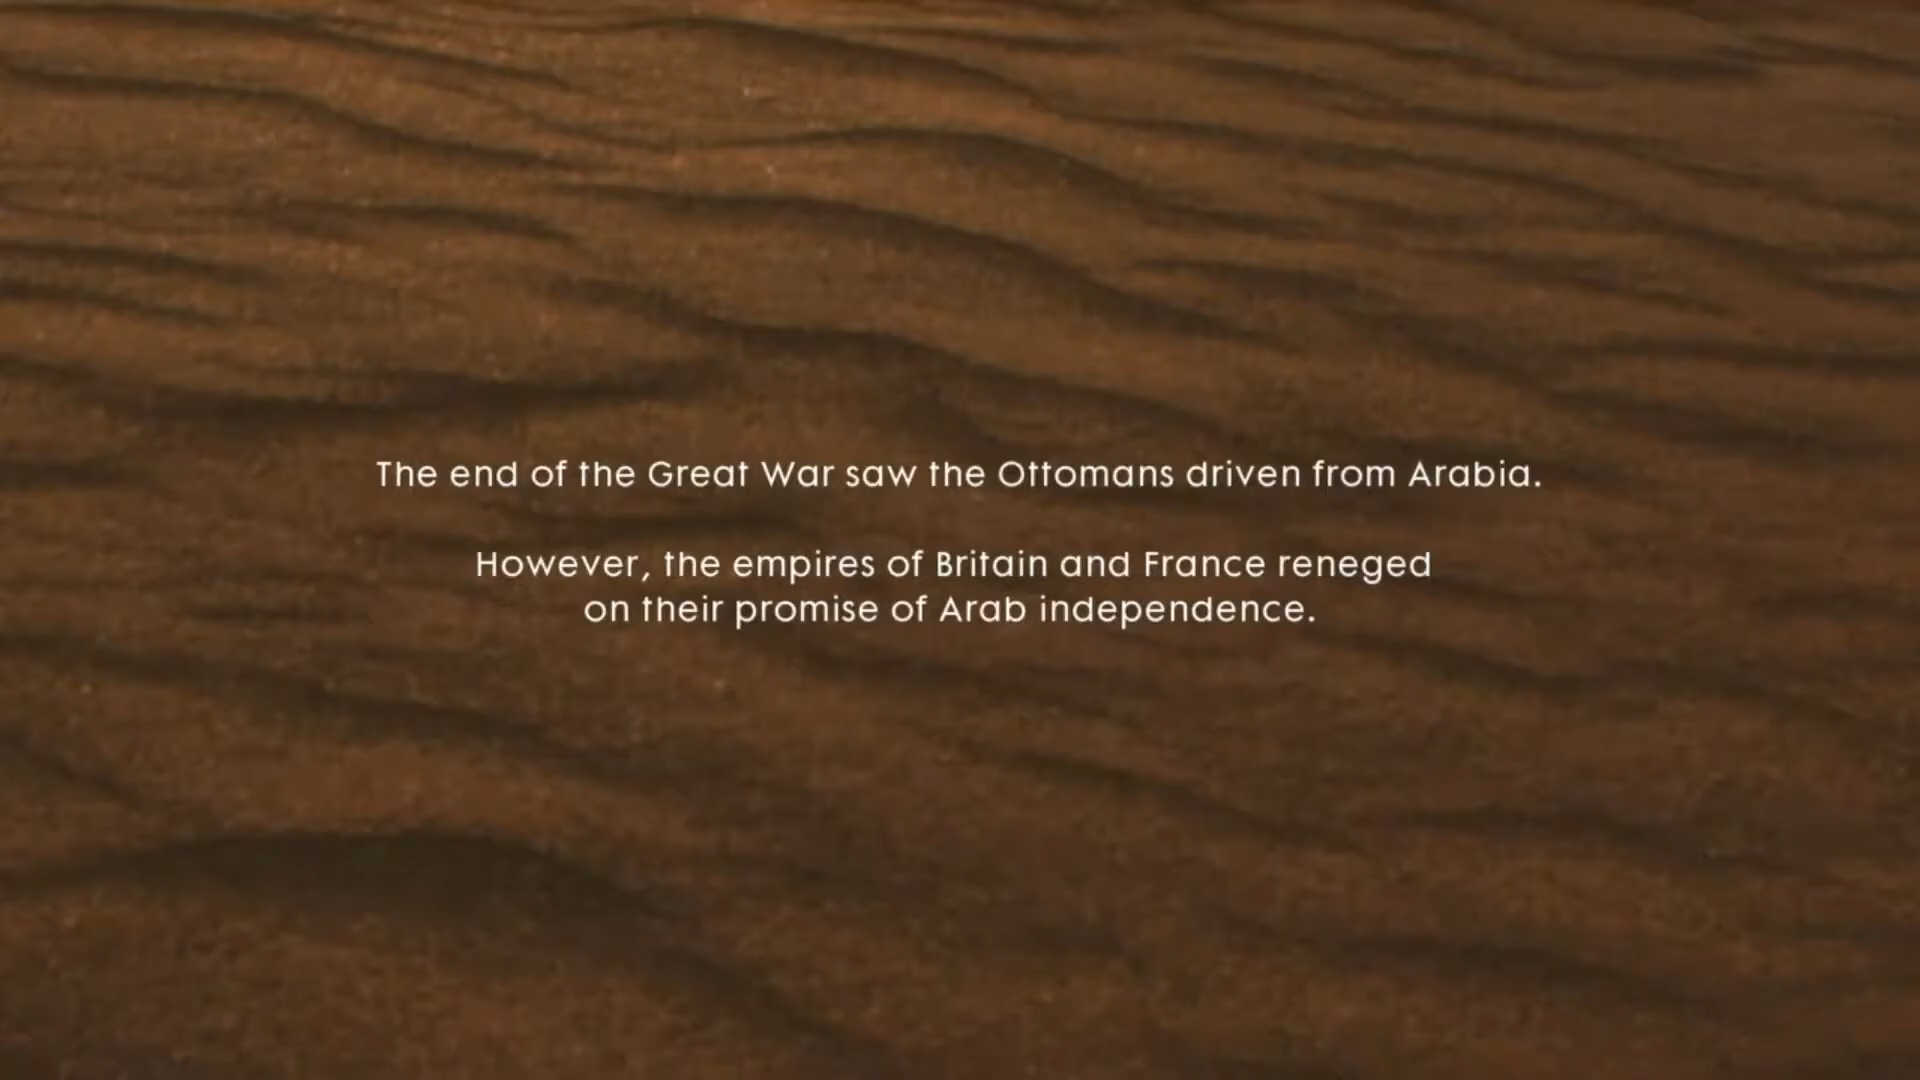 The end of the Great War saw the Ottomans driven from Arabia.
However, the empires of Britain and France reneged
on their promise of Arab independence.